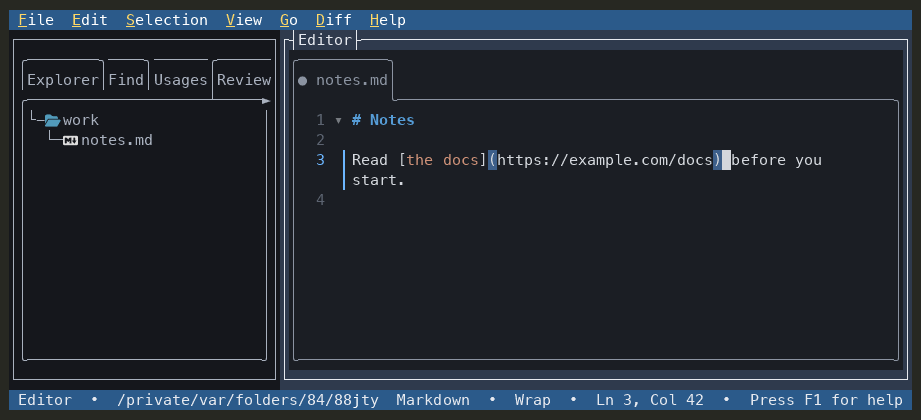 File Edit Selection View Go Diff Help
Editor
Explorer Find Usages Review
● notes.md
work
notes.md
1 ▾ # Notes
2
3 Read [the docs](https://example.com/docs) before you
start.
4
Editor • /private/var/folders/84/88jty Markdown • Wrap • Ln 3, Col 42 • Press F1 for help